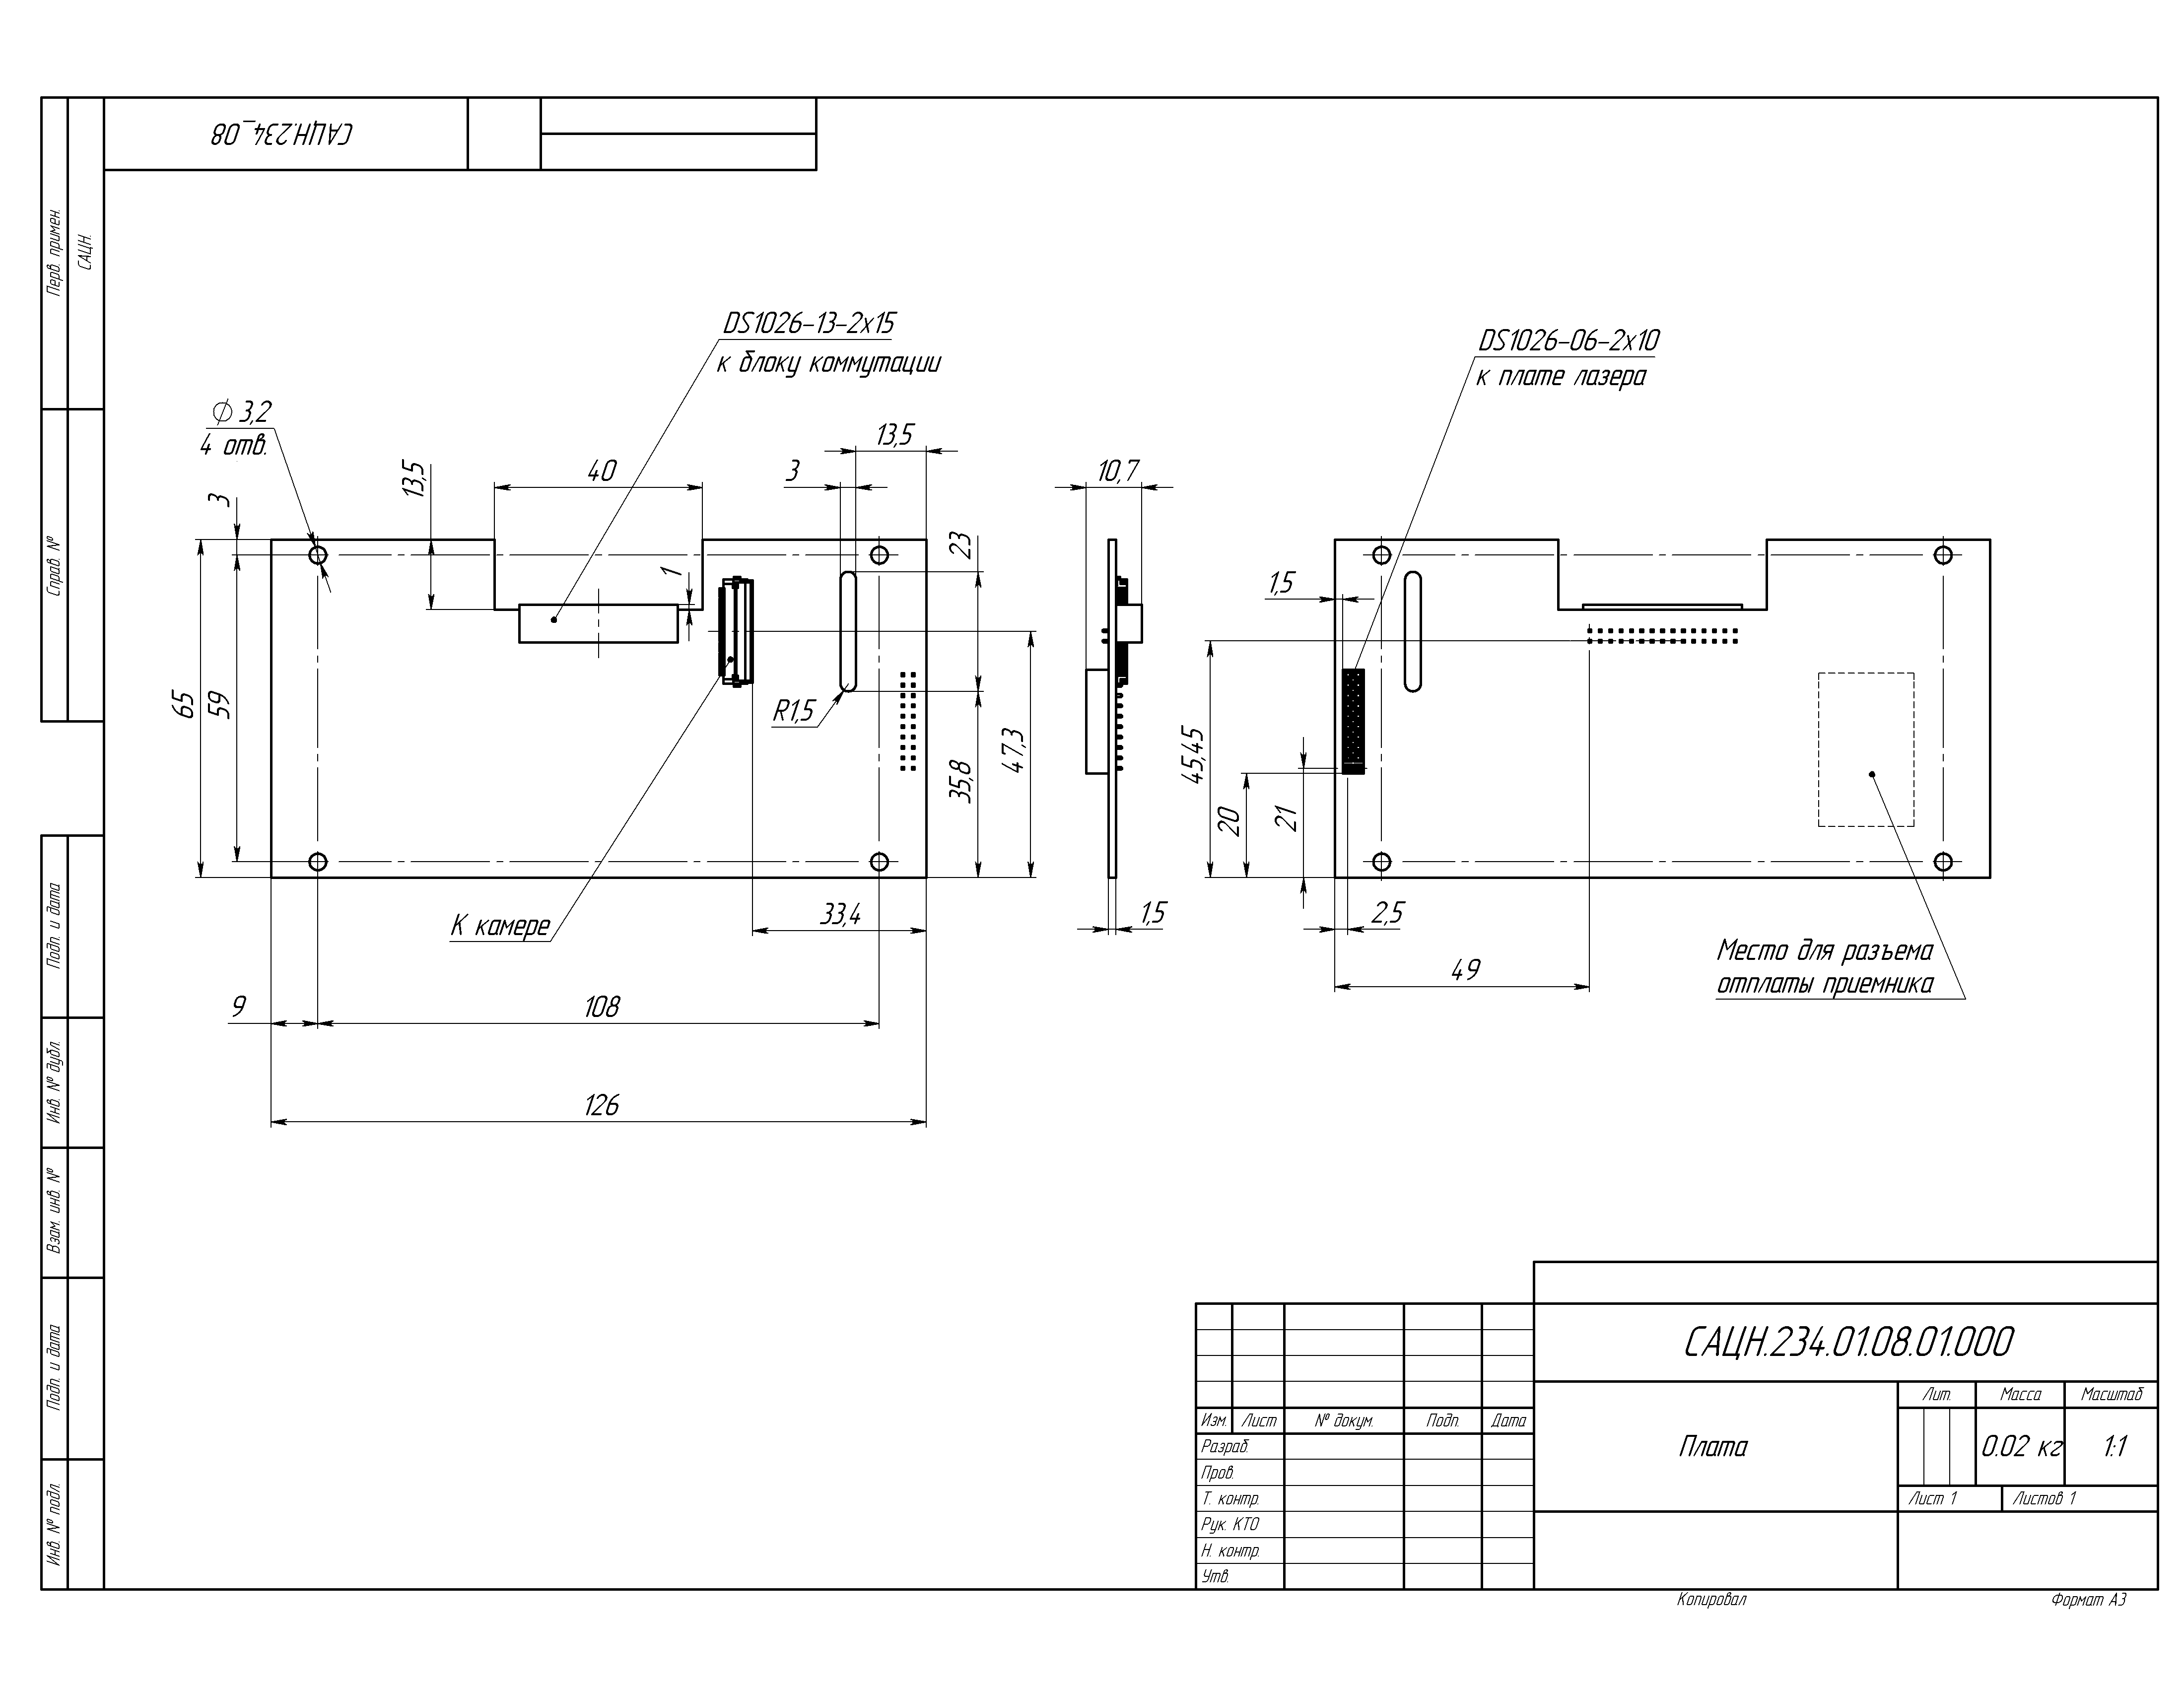 САЦН.234_08
Перв. примен.
САЦН.
Справ. №
Подп. и дата
Инв. № дубл.
Взам. инв. №
Подп. и дата
Инв. № подл.
DS1026-13-2x15
к блоку коммутации
⌀ 3,2
4 отв.
3
13,5
40
3
13,5
1
23
65
59
R1,5
35,8
47,3
К камере
33,4
9
108
126
10,7
1,5
DS1026-06-2x10
к плате лазера
1,5
45,45
20
21
2,5
49
Место для разъема
отплаты приемника
САЦН.234.01.08.01.000
Лит.
Масса
Масштаб
Изм.
Лист
№ докум.
Подп.
Дата
Разраб.
Плата
0.02 кг
1:1
Пров.
Т. контр.
Лист 1
Листов 1
Рук. КТО
Н. контр.
Утв.
Копировал
Формат А3